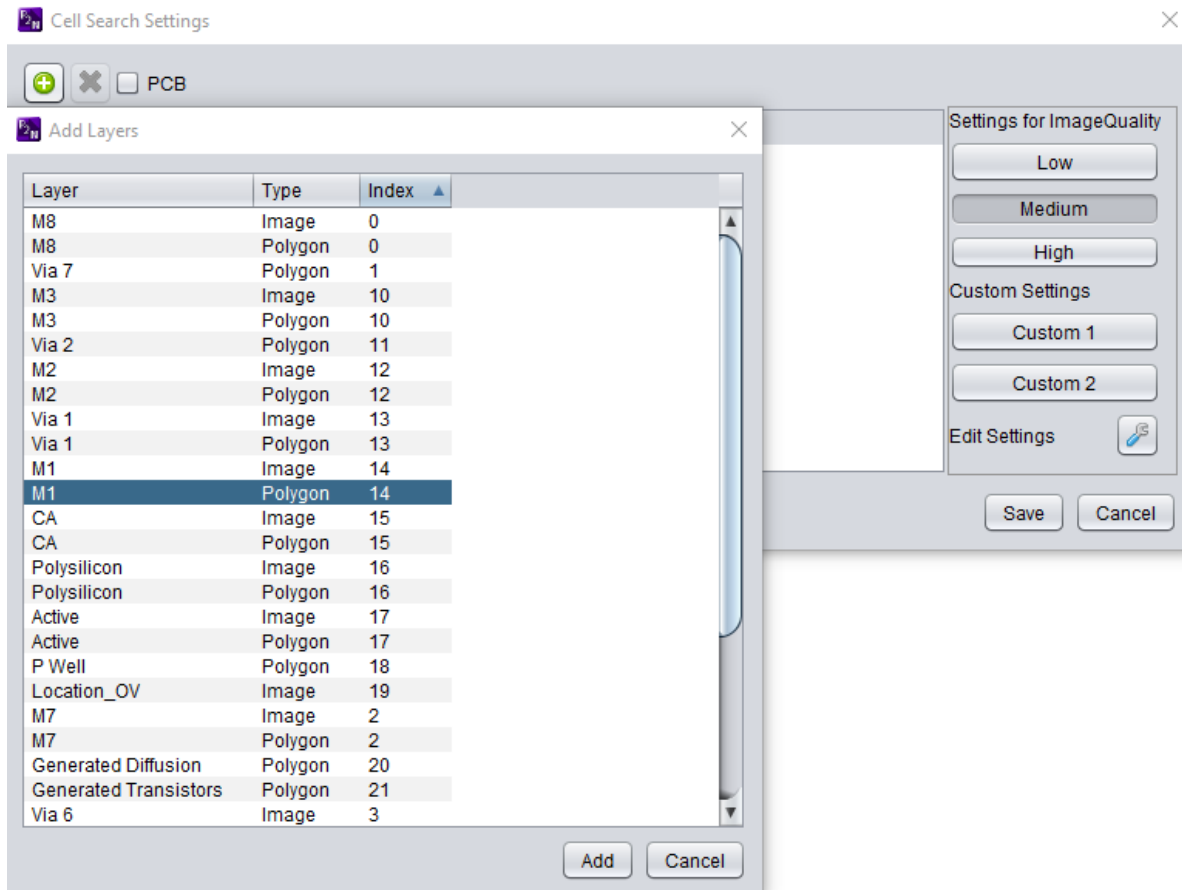 Cell Search Settings
PCB
Add Layers
Layer Type Index
M8 Image 0
M8 Polygon 0
Via 7 Polygon 1
M3 Image 10
M3 Polygon 10
Via 2 Polygon 11
M2 Image 12
M2 Polygon 12
Via 1 Image 13
Via 1 Polygon 13
M1 Image 14
M1 Polygon 14
CA Image 15
CA Polygon 15
Polysilicon Image 16
Polysilicon Polygon 16
Active Image 17
Active Polygon 17
P Well Polygon 18
Location_OV Image 19
M7 Image 2
M7 Polygon 2
Generated Diffusion Polygon 20
Generated Transistors Polygon 21
Via 6 Image 3
Add Cancel
Settings for ImageQuality
Low
Medium
High
Custom Settings
Custom 1
Custom 2
Edit Settings
Save Cancel